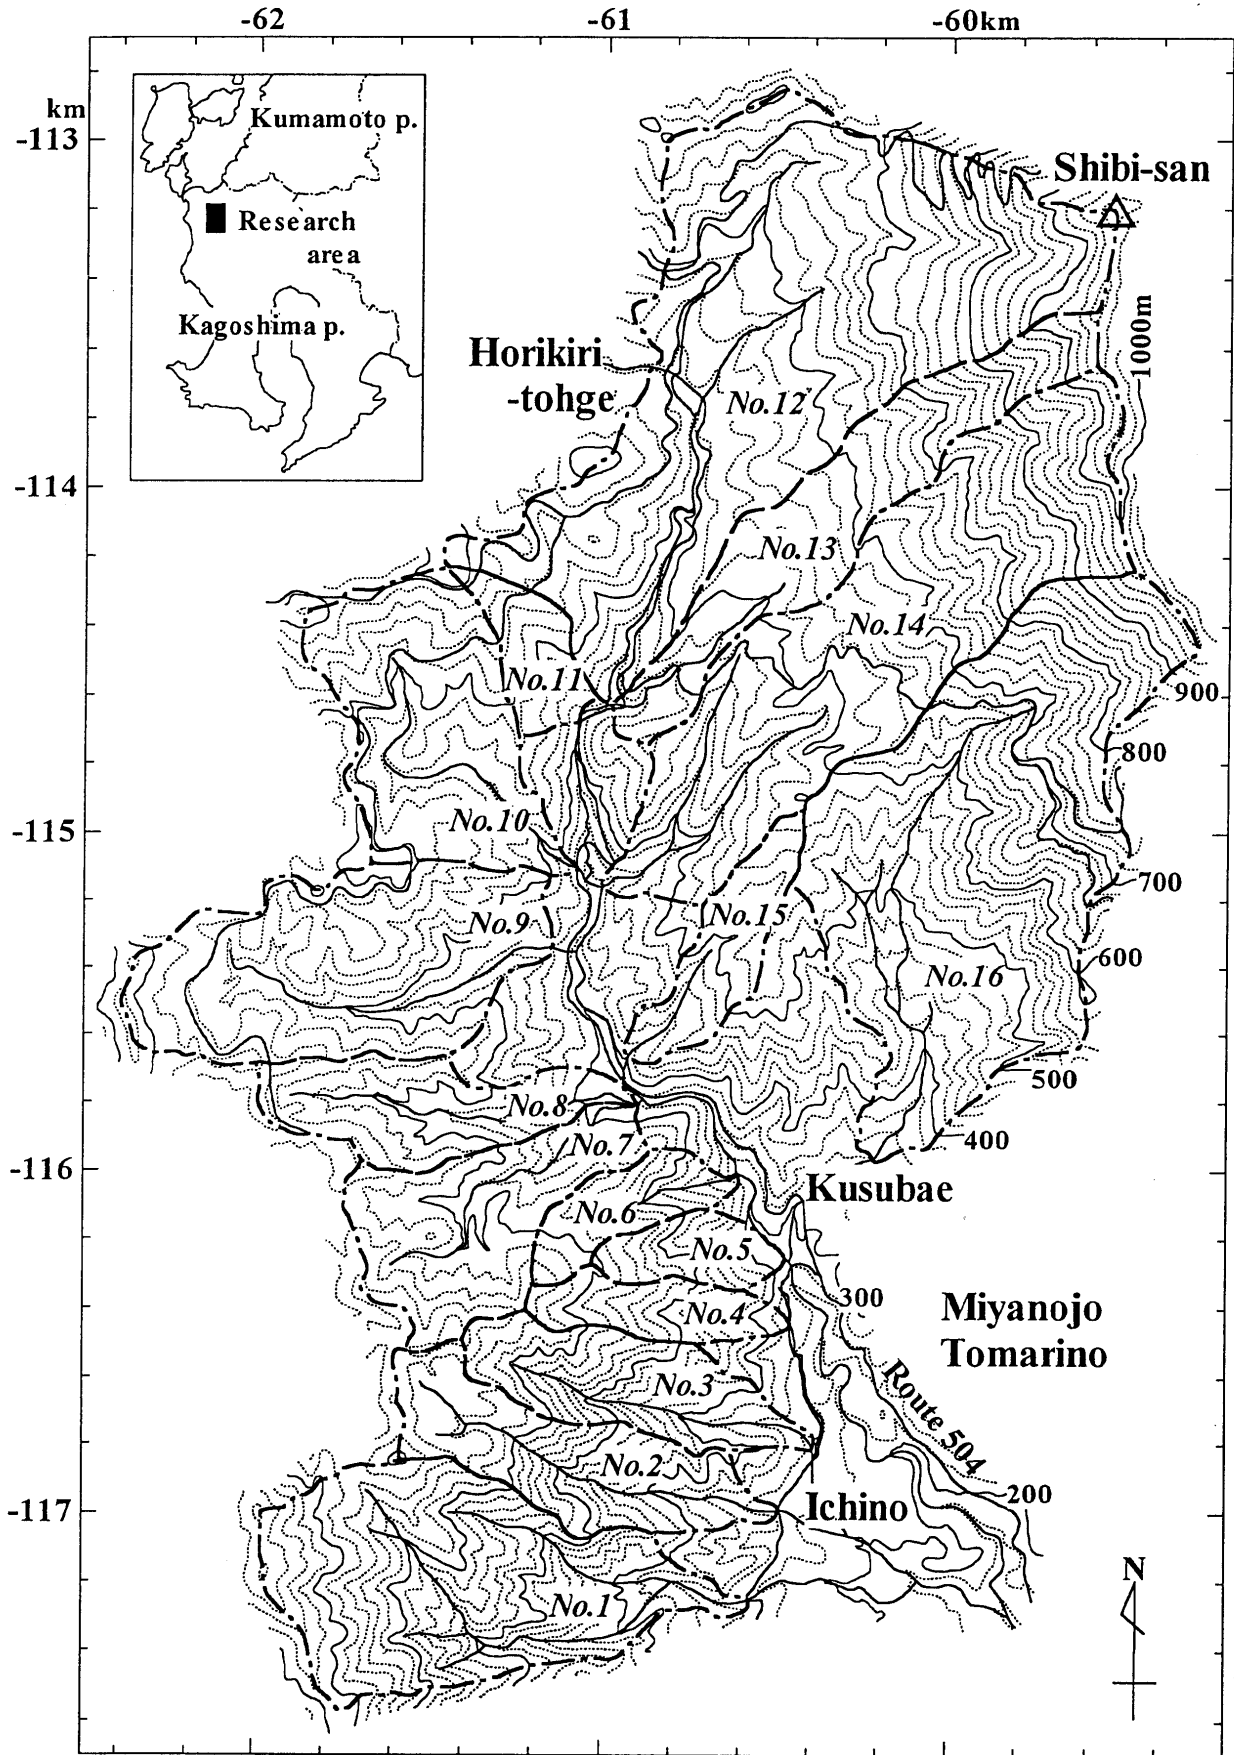 -62
-61
-60km
km
-113
Kumamoto p.
Shibi-san
Research
area
Kagoshima p.
1000m
Horikiri
-tohge
No.12
-114
No.13
No.14
No.11
900
800
No.10
-115
700
No.9
No.15
600
No.16
500
No.8
No.7
400
-116
Kusubae
No.6
No.5
300
No.4
Miyanojo
Tomarino
No.3
Route 504
No.2
200
Ichino
-117
N
No.1